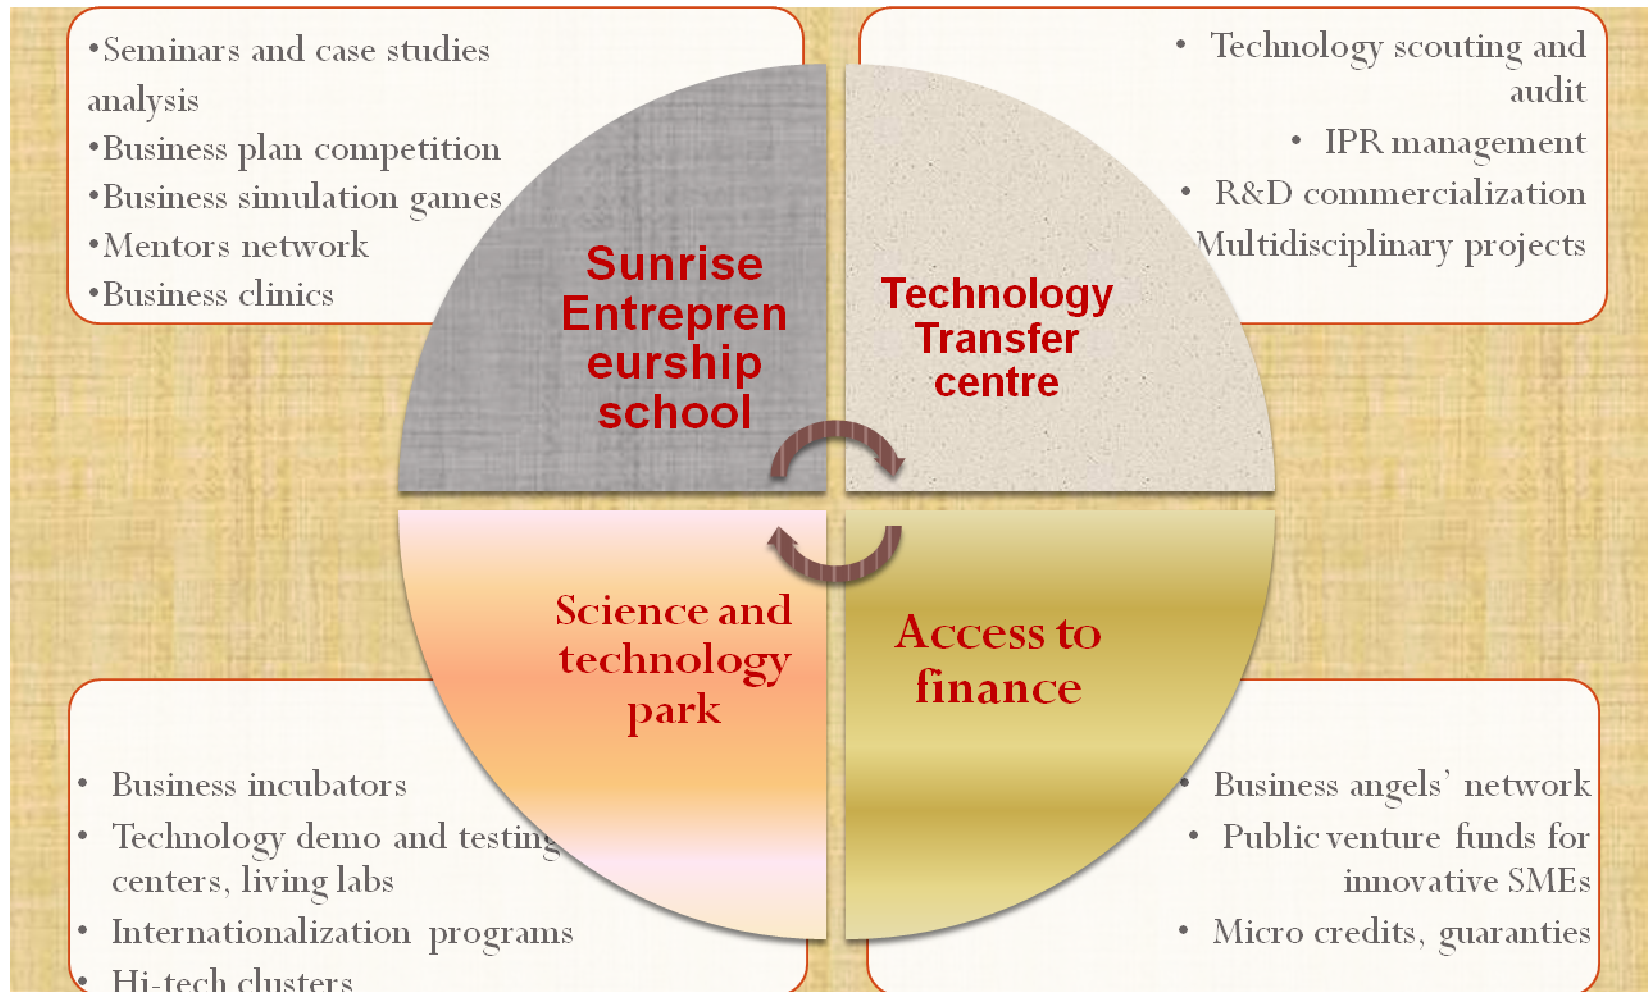 •Seminars and case studies
analysis
•Business plan competition
•Business simulation games
•Mentors network
•Business clinics
• Technology scouting and
audit
• IPR management
• R&D commercialization
Multidisciplinary projects
Sunrise
Entrepren
eurship
school
Technology
Transfer
centre
Science and
technology
park
Access to
finance
• Business incubators
• Technology demo and testing
centers, living labs
• Internationalization programs
• Hi-tech clusters
• Business angels’ network
• Public venture funds for
innovative SMEs
• Micro credits, guaranties